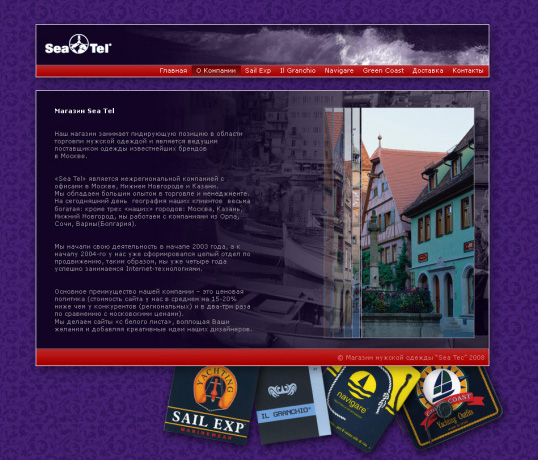 Sea Tel
Главная О Компании Sail Exp Il Granchio Navigare Green Coast Доставка Контакты
Магазин Sea Tel
Наш магазин занимает лидирующую позицию в области
торговли мужской одеждой и является ведущим
поставщиком одежды известнейших брендов
в Москве.
«Sea Tel» является межрегиональной компанией с
офисами в Москве, Нижнем Новгороде и Казани.
Мы обладаем большим опытом в торговле и менеджменте.
На сегодняшний день география наших клиентов весьма
богатая: кроме трех «наших» городов: Москва, Казань,
Нижний Новгород, мы работаем с компаниями из Орла,
Сочи, Варны(Болгария).
Мы начали свою деятельность в начале 2003 года, а к
началу 2004-го у нас уже сформировался целый отдел по
продвижению, таким образом, мы уже четыре года
успешно занимаемся Internet-технологиями.
Основное преимущество нашей компании – это ценовая
политика (стоимость сайта у нас в среднем на 15-20%
ниже чем у конкурентов (региональных) и в два-три раза
по сравнению с московскими ценами).
Мы делаем сайты «с белого листа», воплощая Ваши
желания и добавляя креативные идеи наших дизайнеров.
© Магазин мужской одежды "Sea Tec" 2008
YACHTING
SAIL EXP
MARINEWEAR
IL GRANCHIO
navigare
COAST
Yachting Outfits